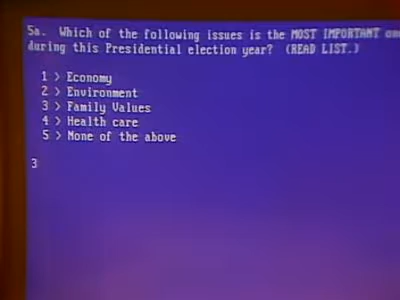 5a. Which of the following issues is the MOST IMPORTANT
during this Presidential election year? (READ LIST.)
1 > Economy
2 > Environment
3 > Family Values
4 > Health care
5 > None of the above
3